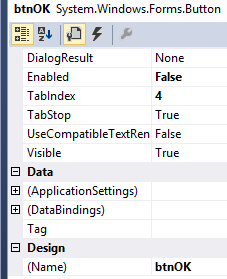 btnOK System.Windows.Forms.Button
DialogResult None
Enabled False
TabIndex 4
TabStop True
UseCompatibleTextRen False
Visible True
Data
(ApplicationSettings)
(DataBindings)
Tag
Design
(Name) btnOK